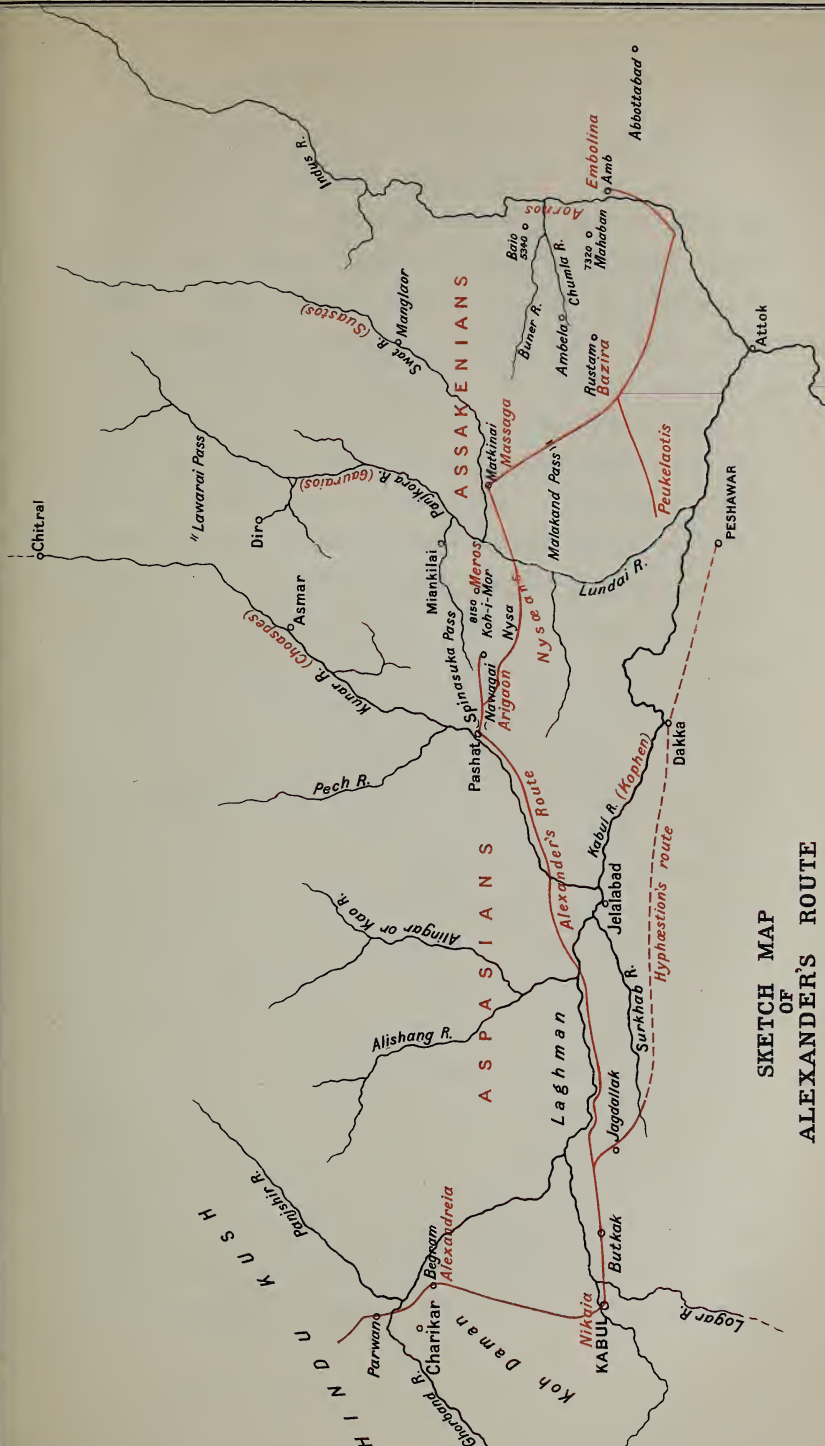 SKETCH MAP
OF
ALEXANDER'S ROUTE
HINDU KUSH
Panjshir R.
Parwan
Charikar
Ghorband R.
Begram
Alexandreia
Koh Daman
Nikaia
KABUL
Logar R.
Butkak
Jagdallak
Laghman
Surkhab R.
Alishang R.
Alingar or Kao R.
ASPASIANS
Jelalabad
Alexander's Route
Hyphœstion's route
Kabul R. (Kophen)
Dakka
Pech R.
Pashat
Kunar R. (Choaspes)
Asmar
Chitral
Spinasuka Pass
Nawagai
Arigaon
8150 Meros
Koh-i-Mor
Nysa
Nysœans
Miankilai
Panjkora R.
(Gauraios)
Dir
"Lawarai Pass
Lundai R.
Malakand Pass"
PESHAWAR
Matkinai
Massaga
ASSAKENIANS
Swat R.
(Suastos)
Manglaor
Peukelaotis
Rustam
Bazira
Ambela
Chumla R.
Buner R.
Baio
5340
7320
Mahaban
Aornos
Embolina
Amb
Indus R.
Abbottabad
Attok